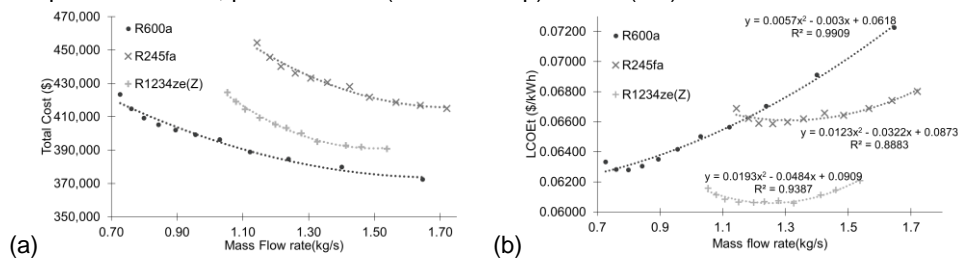 470,000
450,000
430,000
410,000
390,000
370,000
350,000
Total Cost ($)
R600a
R245fa
R1234ze(Z)
0.70 0.90 1.10 1.30 1.50 1.70
Mass Flow rate(kg/s)
(a)
0.07200
0.07000
0.06800
0.06600
0.06400
0.06200
0.06000
LCOEt ($/kWh)
R600a
R245fa
R1234ze(Z)
y = 0.0057x² - 0.003x + 0.0618
R² = 0.9909
y = 0.0123x² - 0.0322x + 0.0873
R² = 0.8883
y = 0.0193x² - 0.0484x + 0.0909
R² = 0.9387
0.7 0.9 1.1 1.3 1.5 1.7
Mass flow rate(kg/s)
(b)